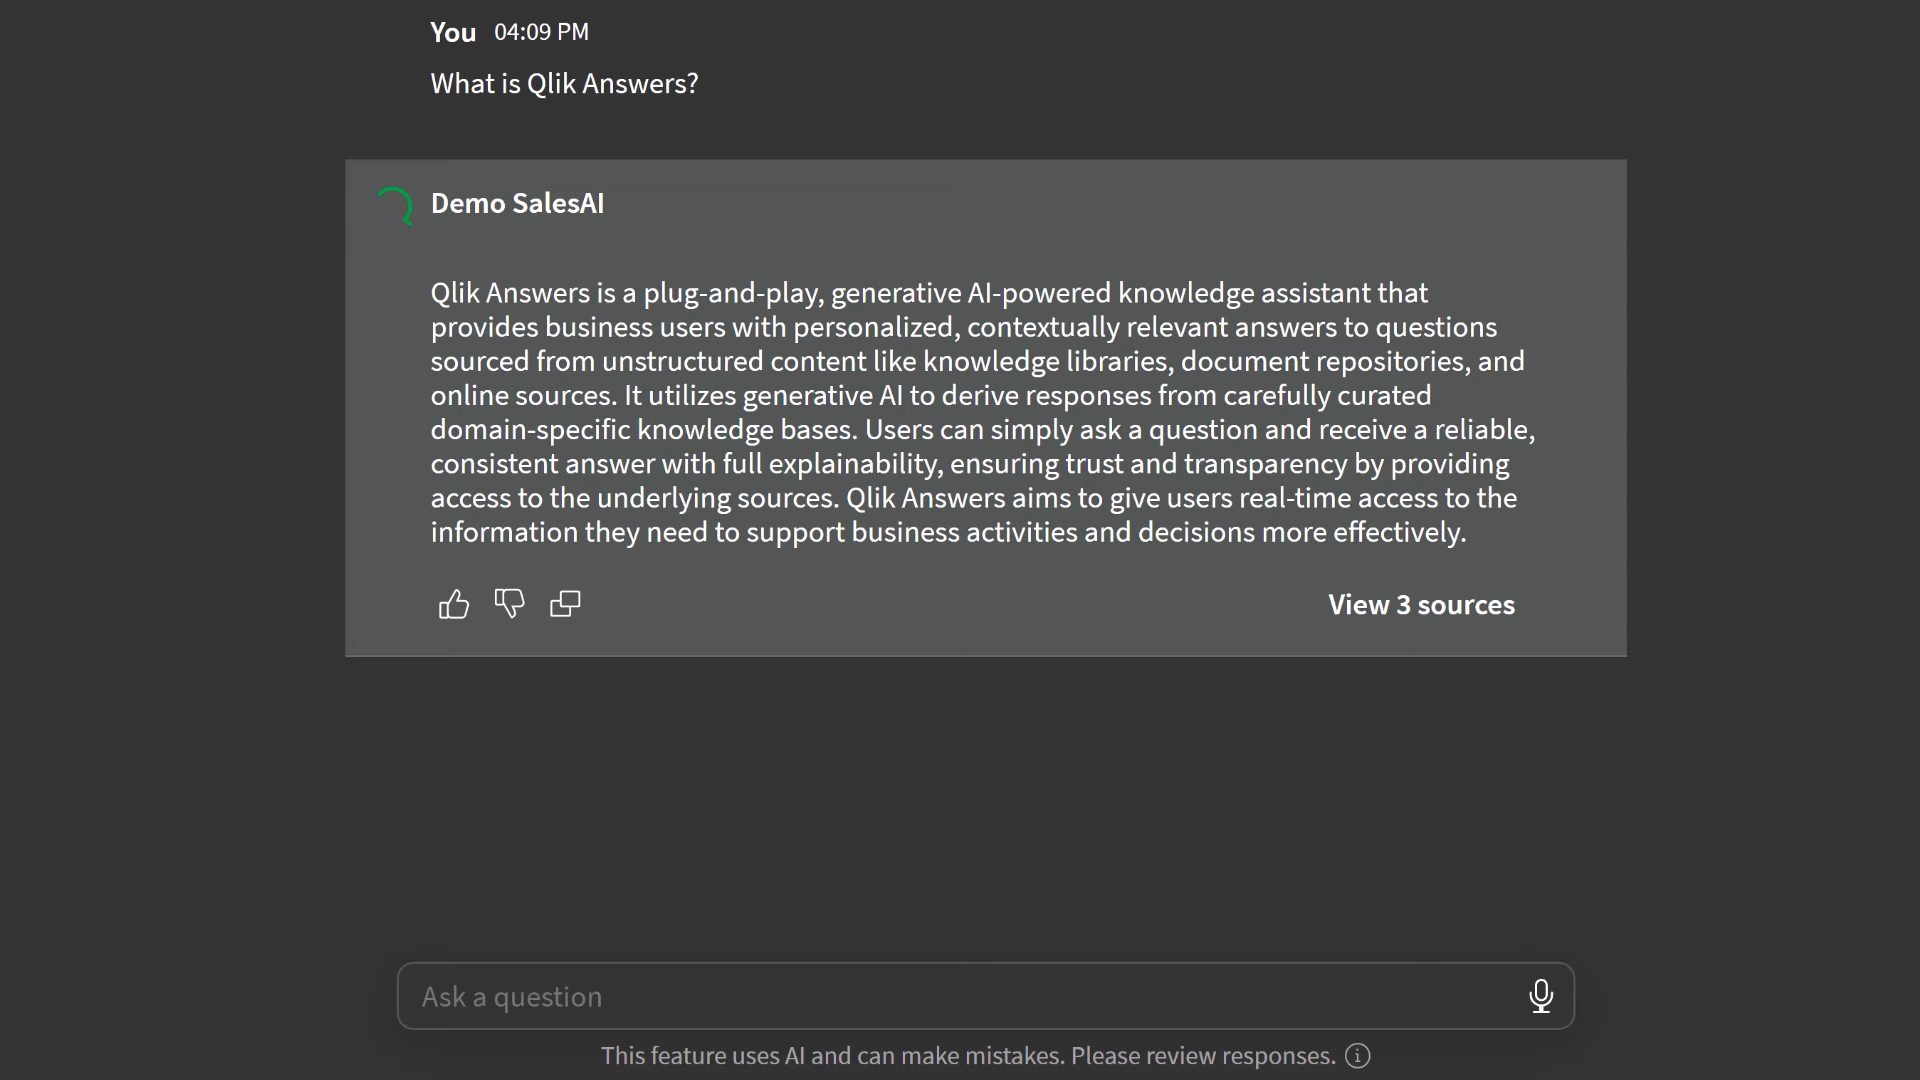 You 04:09 PM
What is Qlik Answers?
Demo SalesAI
Qlik Answers is a plug-and-play, generative AI-powered knowledge assistant that
provides business users with personalized, contextually relevant answers to questions
sourced from unstructured content like knowledge libraries, document repositories, and
online sources. It utilizes generative AI to derive responses from carefully curated
domain-specific knowledge bases. Users can simply ask a question and receive a reliable,
consistent answer with full explainability, ensuring trust and transparency by providing
access to the underlying sources. Qlik Answers aims to give users real-time access to the
information they need to support business activities and decisions more effectively.
View 3 sources
Ask a question
This feature uses AI and can make mistakes. Please review responses.